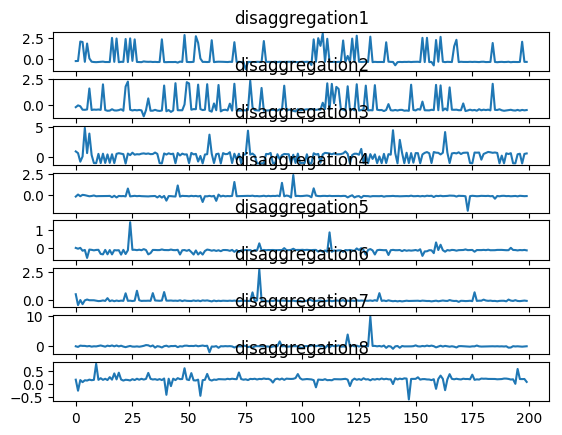 disaggregation1
2.5
0.0
disaggregation2
2.5
0.0
disaggregation3
5
0
disaggregation4
2.5
0.0
disaggregation5
1
0
disaggregation6
2.5
0.0
disaggregation7
10
0
disaggregation8
0.5
0.0
−0.5
0 25 50 75 100 125 150 175 200